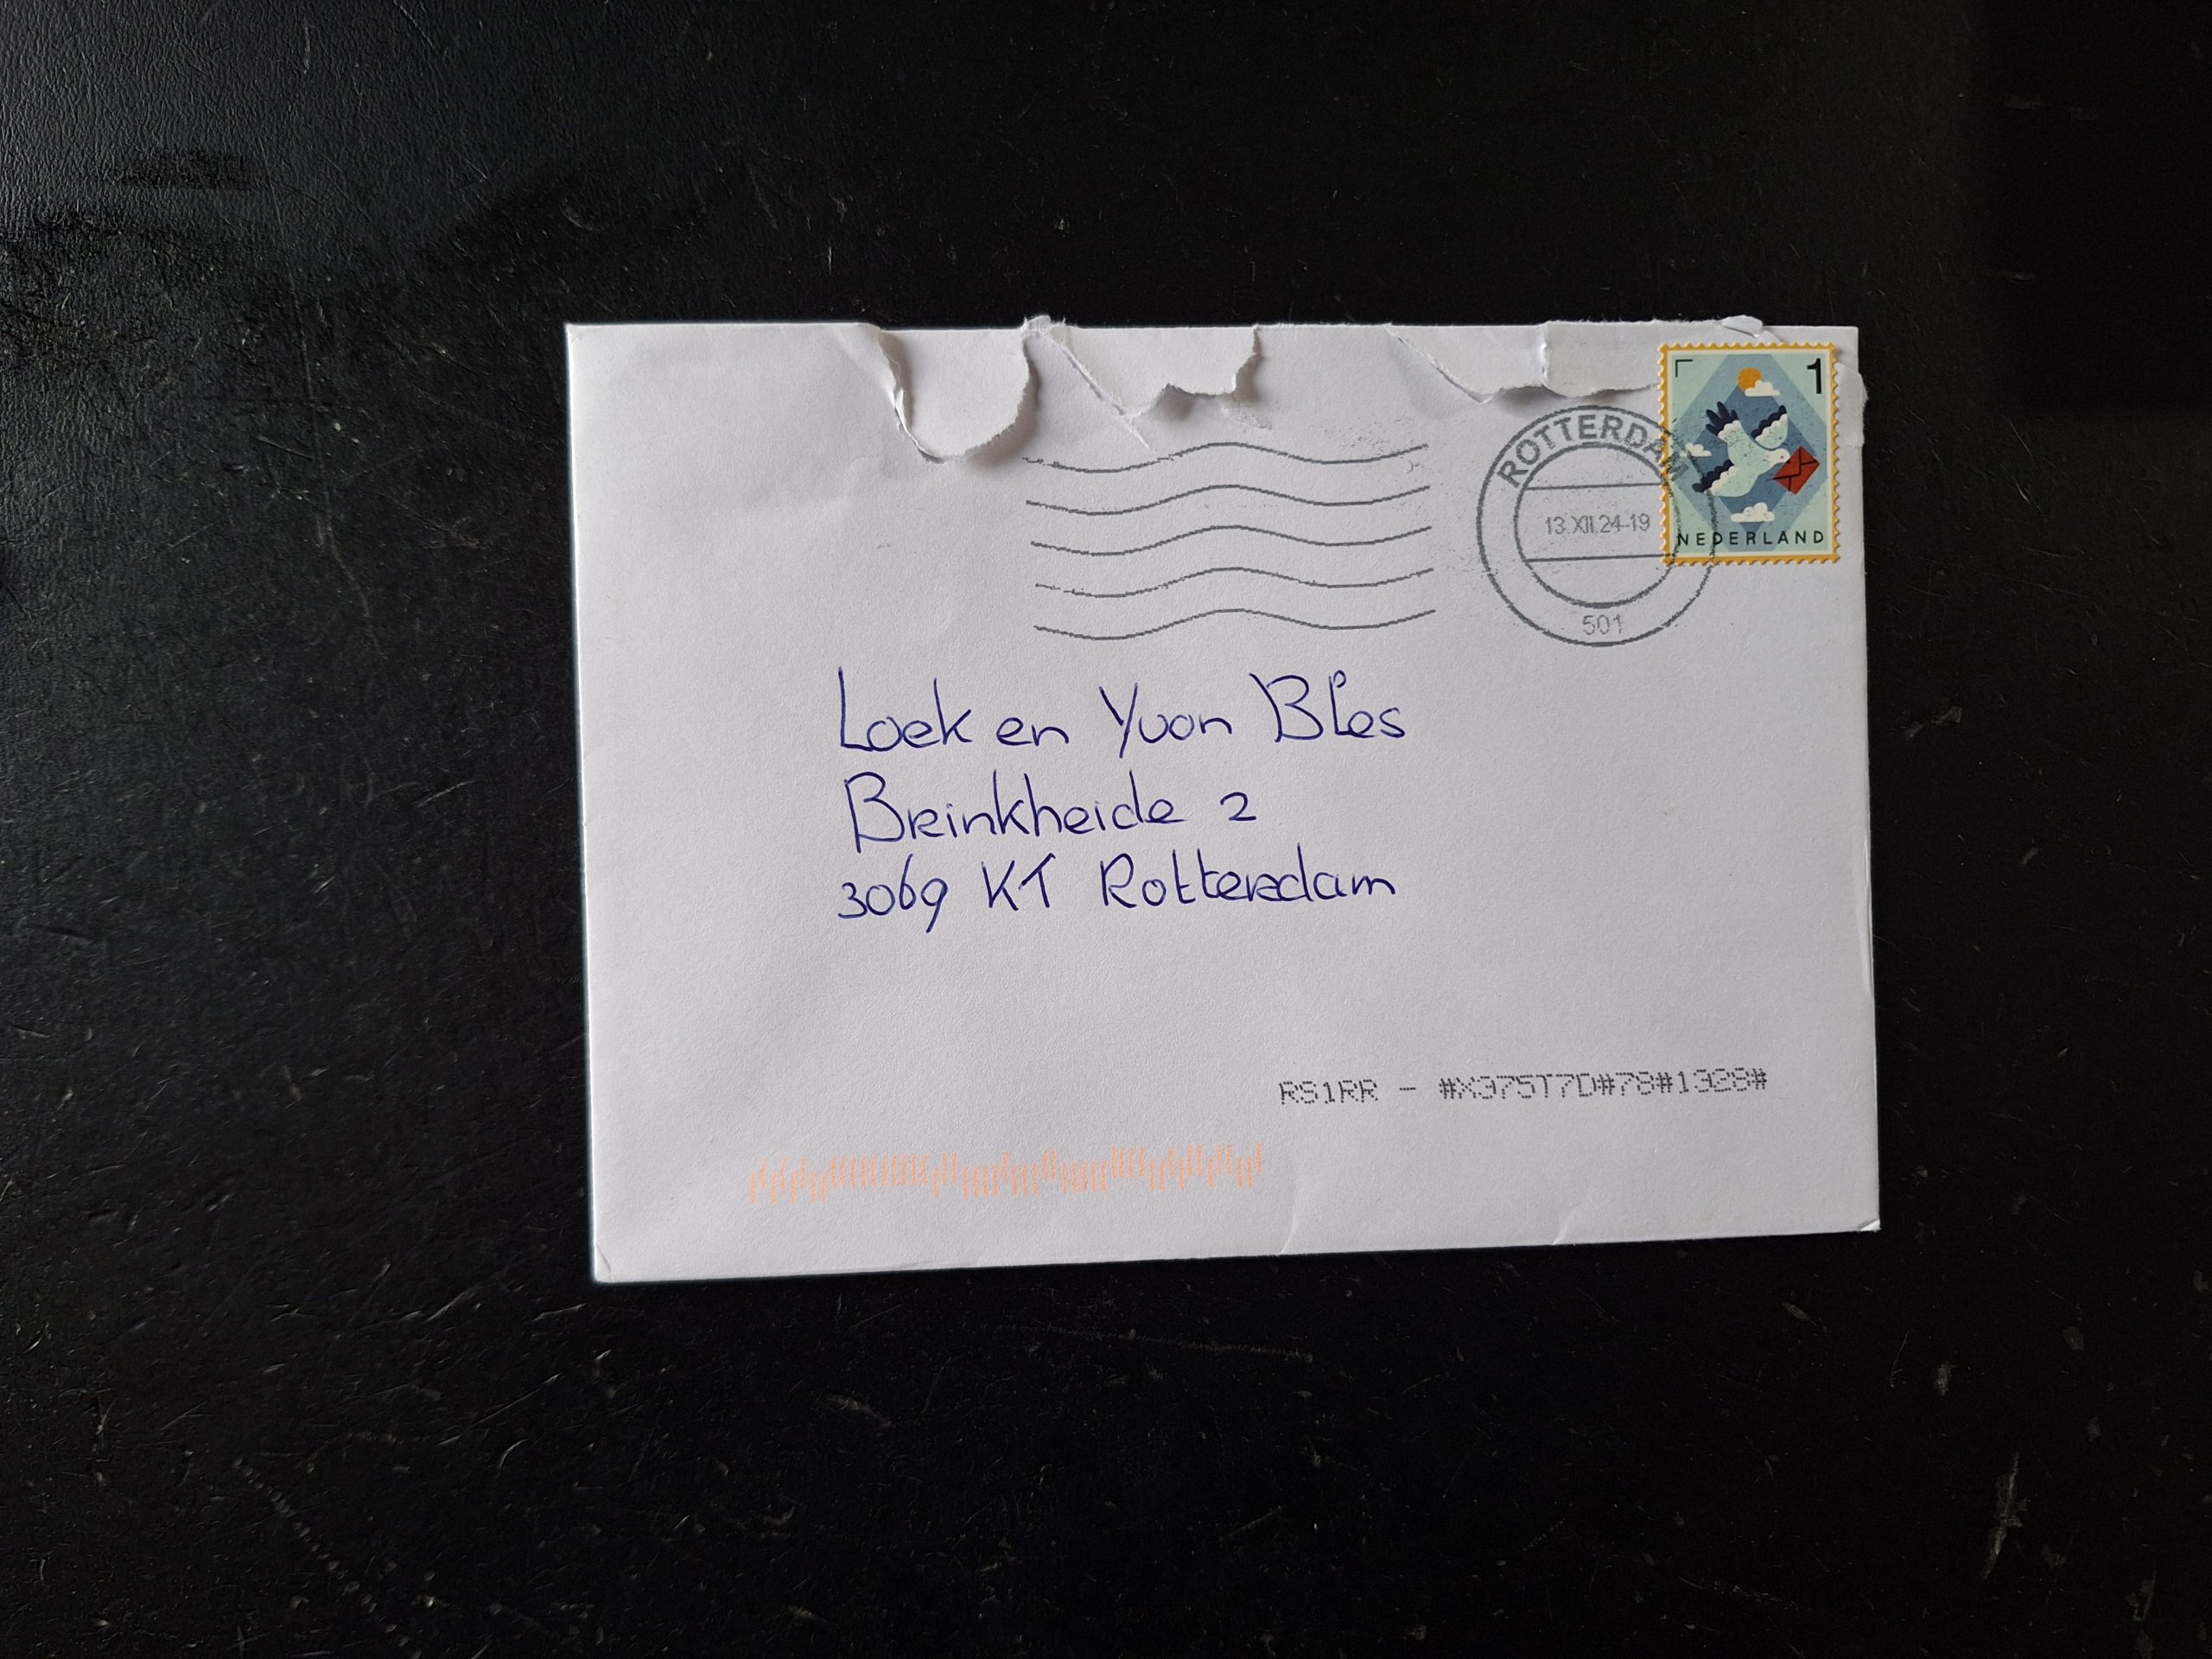 1
ROTTERDAM
13.XII.24-19
NEDERLAND
501
Loek en Yvon Bles
Breinkheide 2
3069 KT Rotterdam
RS1RR - #X375T7D#78#1328#